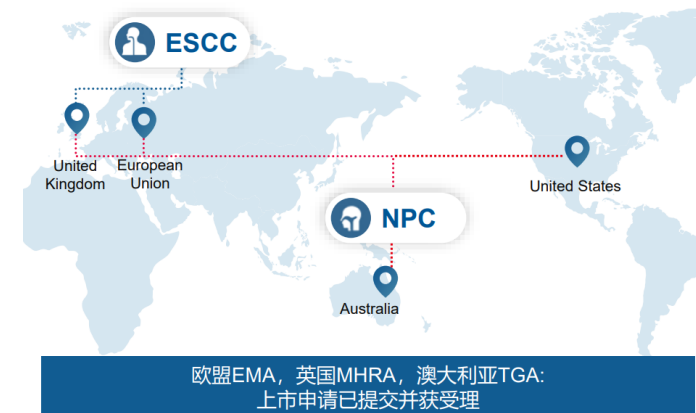 ESCC
United
Kingdom
European
Union
United States
NPC
Australia
欧盟EMA，英国MHRA，澳大利亚TGA:
上市申请已提交并获受理